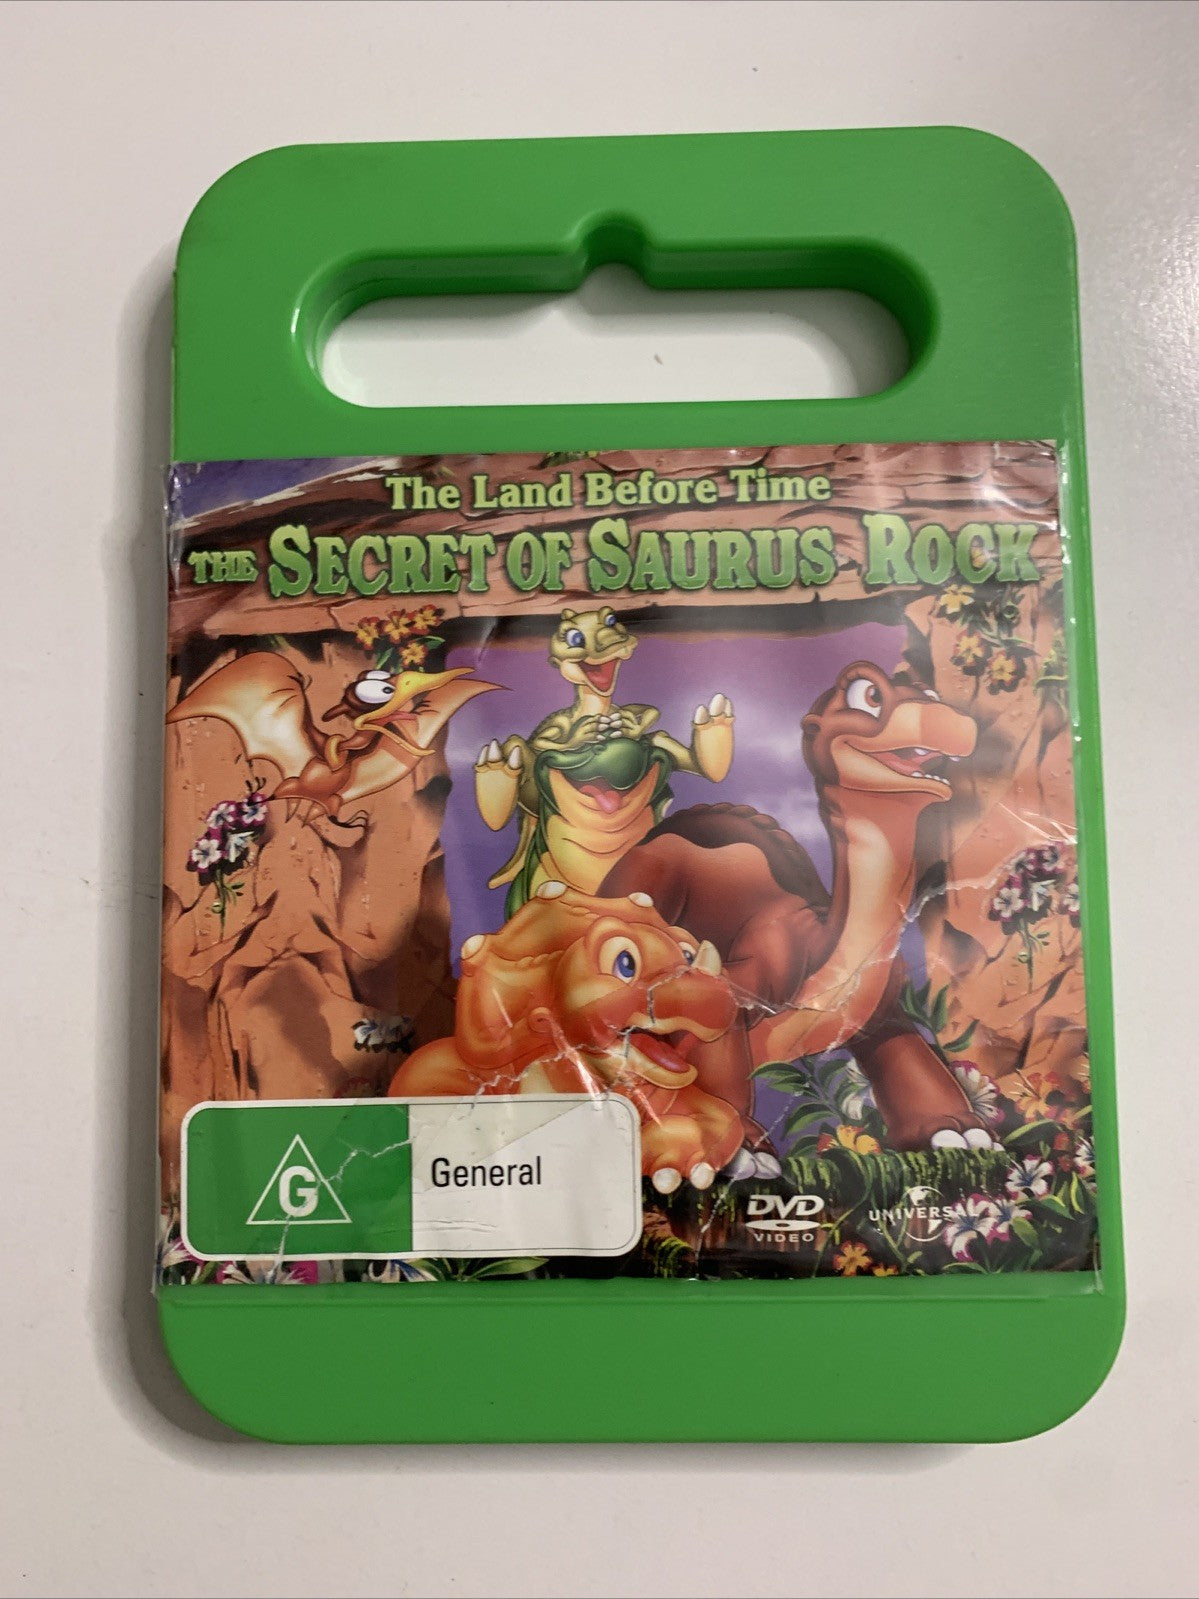 The Land Before Time
THE SECRET OF SAURUS ROCK
G
General
DVD
VIDEO
UNIVERSAL